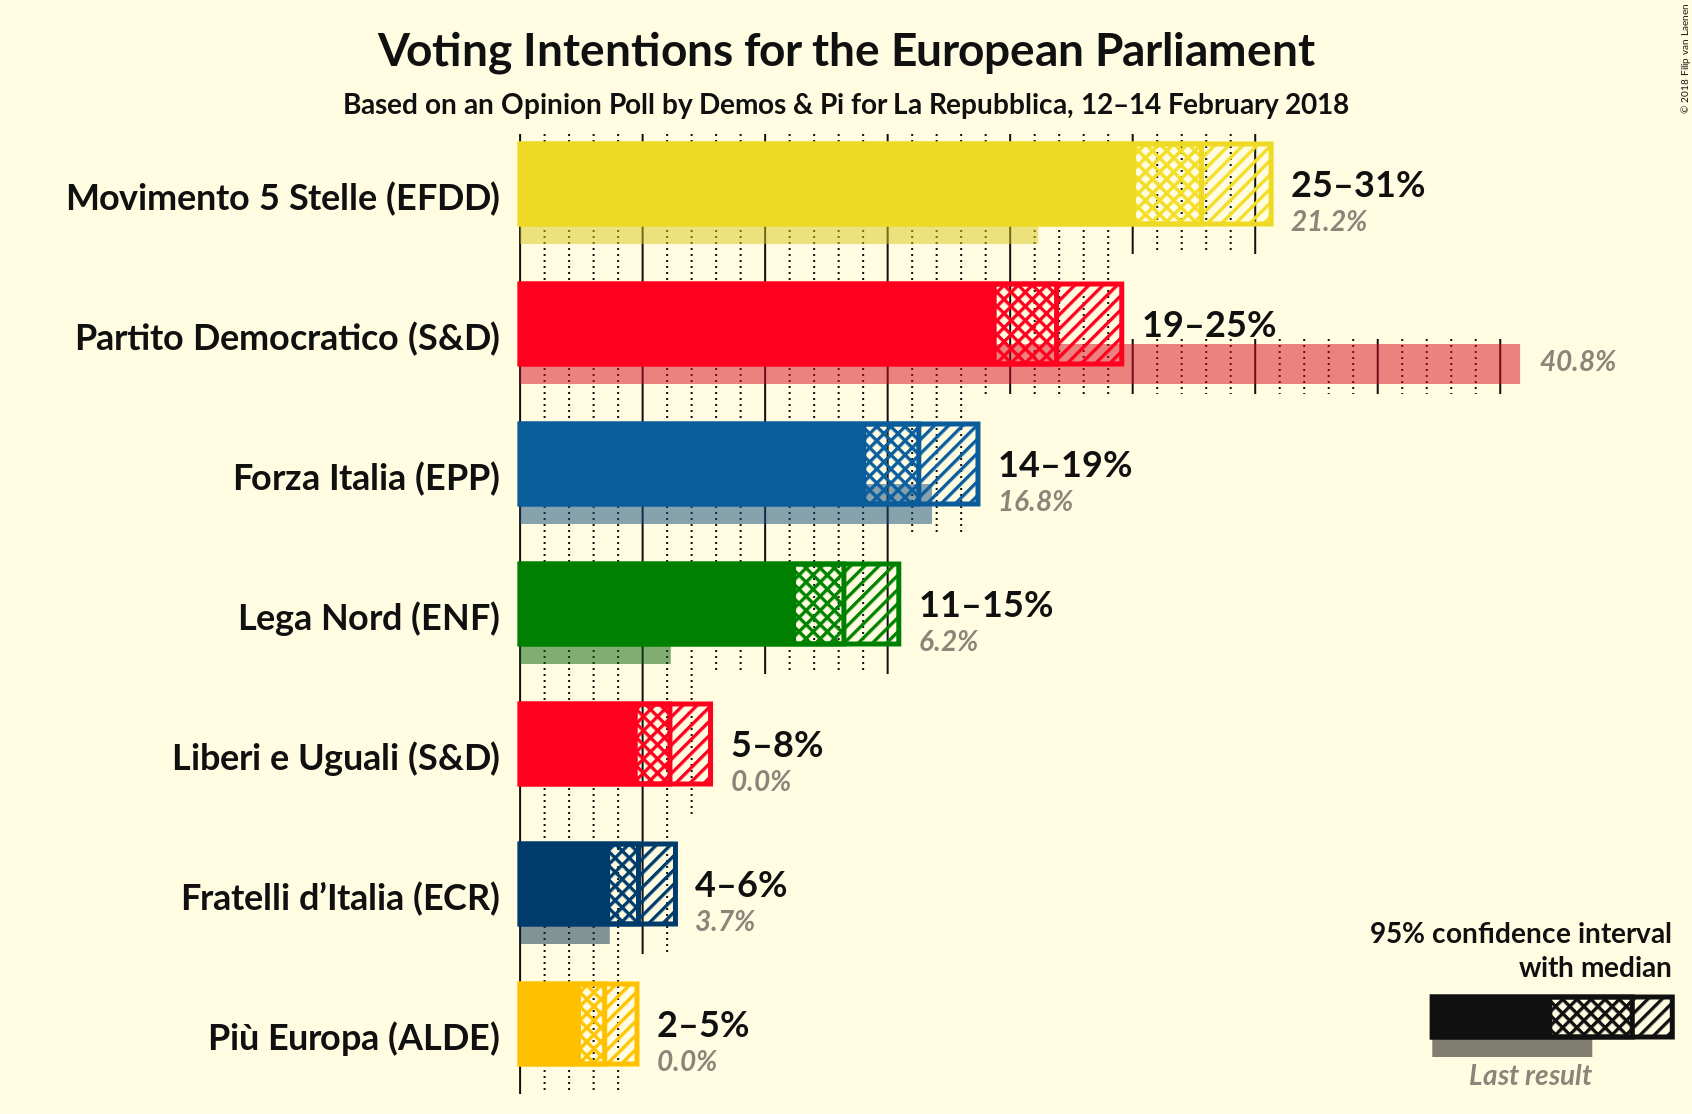 Voting Intentions for the European Parliament
Based on an Opinion Poll by Demos & Pi for La Repubblica, 12–14 February 2018
© 2018 Filip van Laenen
Movimento 5 Stelle (EFDD)
25–31%
21.2%
Partito Democratico (S&D)
19–25%
40.8%
Forza Italia (EPP)
14–19%
16.8%
Lega Nord (ENF)
11–15%
6.2%
Liberi e Uguali (S&D)
5–8%
0.0%
Fratelli d’Italia (ECR)
4–6%
3.7%
Più Europa (ALDE)
2–5%
0.0%
95% confidence interval
with median
Last result